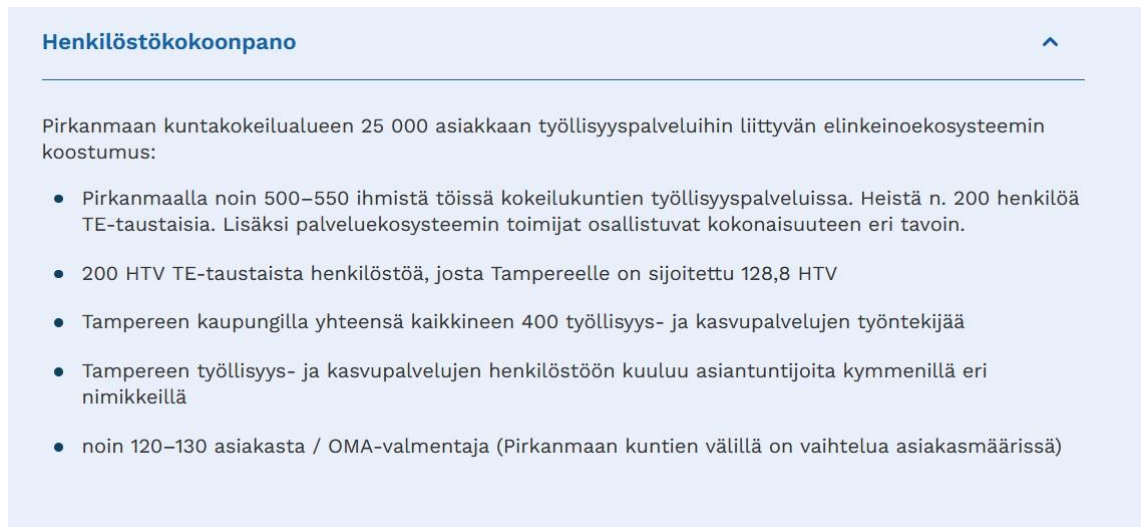 Henkilöstökokoonpano
Pirkanmaan kuntakokeilualueen 25 000 asiakkaan työllisyyspalveluihin liittyvän elinkeinoekosysteemin
koostumus:
• Pirkanmaalla noin 500–550 ihmistä töissä kokeilukuntien työllisyyspalveluissa. Heistä n. 200 henkilöä
TE-taustaisia. Lisäksi palveluekosysteemin toimijat osallistuvat kokonaisuuteen eri tavoin.
• 200 HTV TE-taustaista henkilöstöä, josta Tampereelle on sijoitettu 128,8 HTV
• Tampereen kaupungilla yhteensä kaikkineen 400 työllisyys- ja kasvupalvelujen työntekijää
• Tampereen työllisyys- ja kasvupalvelujen henkilöstöön kuuluu asiantuntijoita kymmenillä eri
nimikkeillä
• noin 120–130 asiakasta / OMA-valmentaja (Pirkanmaan kuntien välillä on vaihtelua asiakasmäärissä)